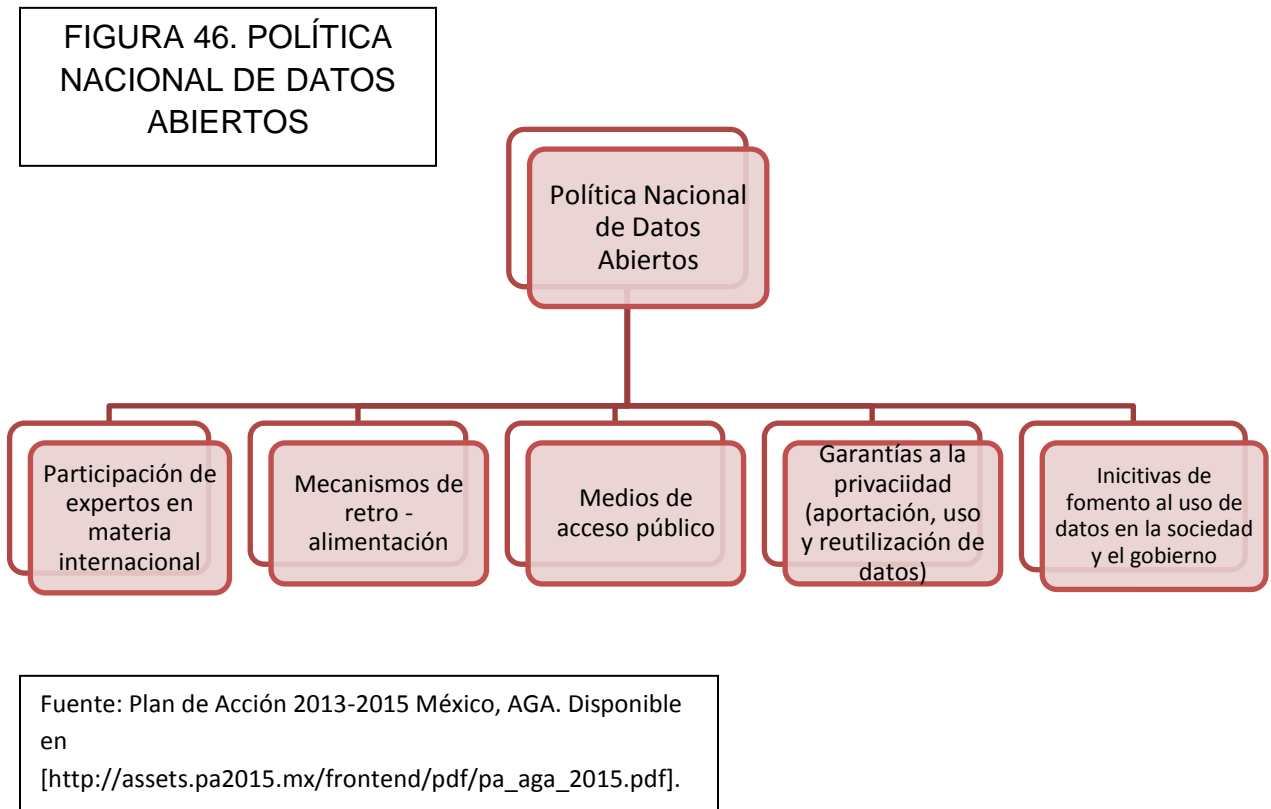 FIGURA 46. POLÍTICA
NACIONAL DE DATOS
ABIERTOS
Política Nacional
de Datos
Abiertos
Participación de
expertos en
materia
internacional
Mecanismos de
retro -
alimentación
Medios de
acceso público
Garantías a la
privaciidad
(aportación, uso
y reutilización de
datos)
Inicitivas de
fomento al uso de
datos en la sociedad
y el gobierno
Fuente: Plan de Acción 2013-2015 México, AGA. Disponible
en
[http://assets.pa2015.mx/frontend/pdf/pa_aga_2015.pdf].